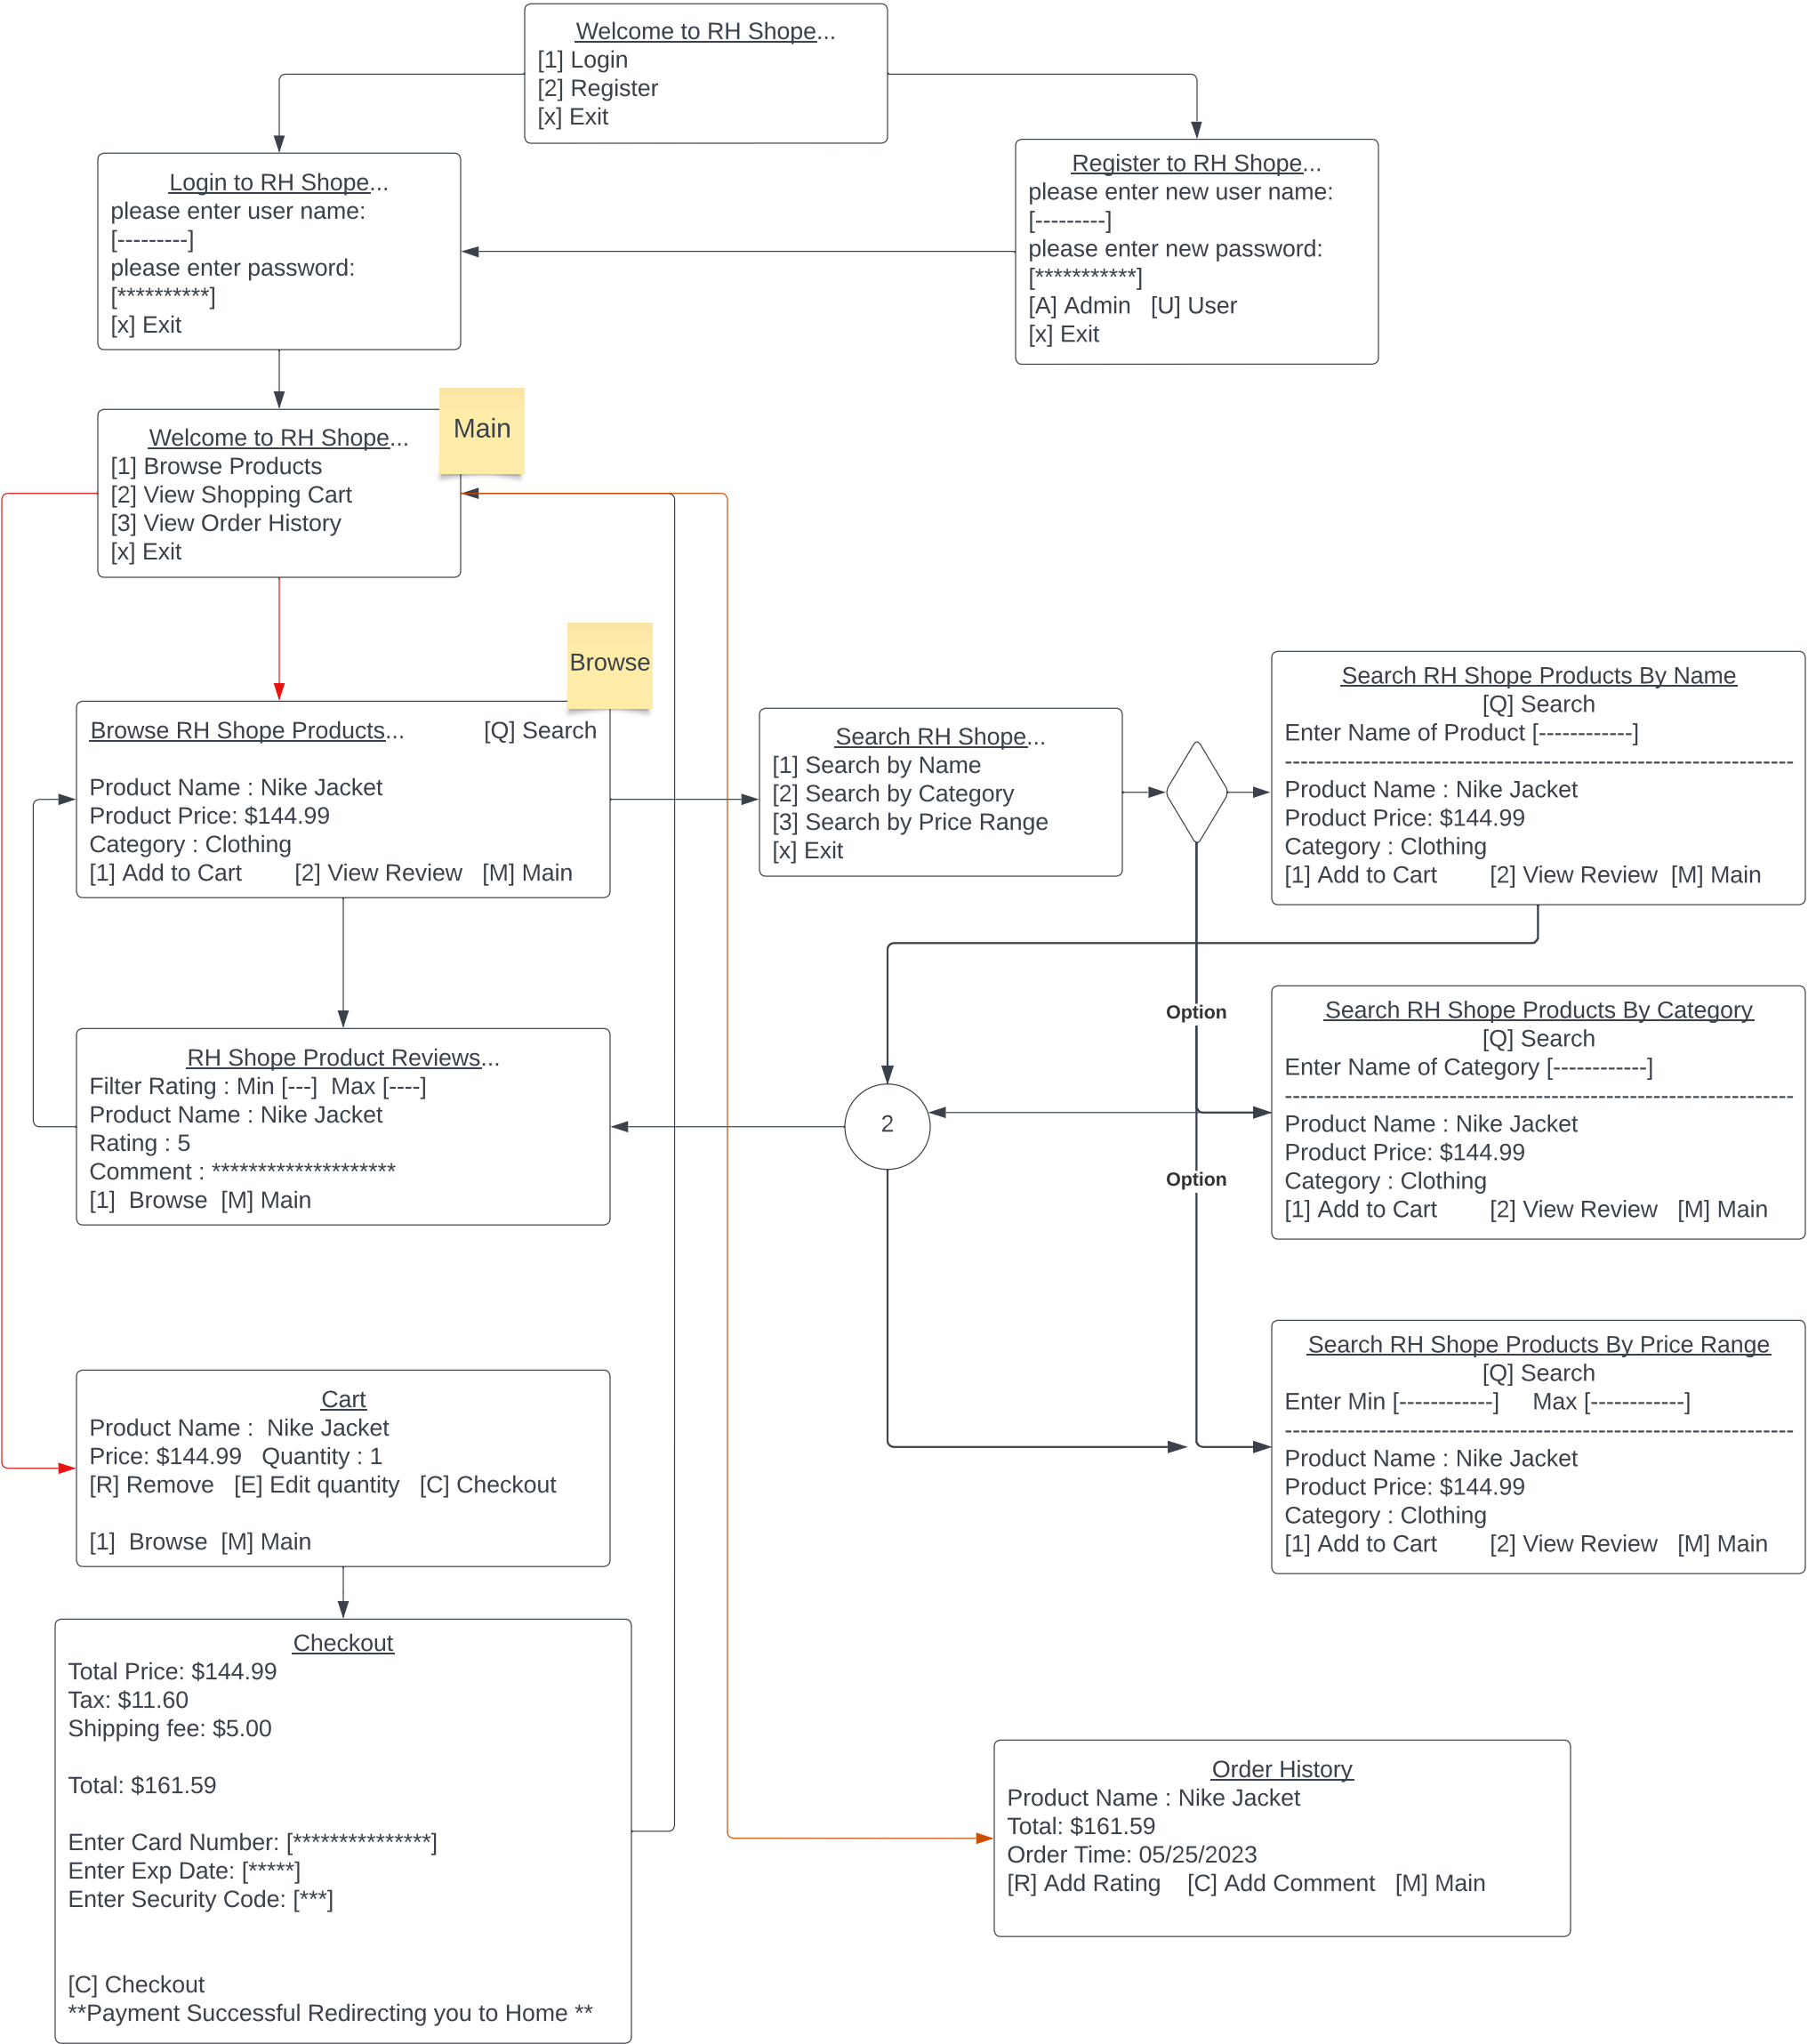 Welcome to RH Shope...
[1] Login
[2] Register
[x] Exit
Login to RH Shope...
please enter user name:
[---------]
please enter password:
[**********]
[x] Exit
Register to RH Shope...
please enter new user name:
[---------]
please enter new password:
[***********]
[A] Admin   [U] User
[x] Exit
Main
Welcome to RH Shope...
[1] Browse Products
[2] View Shopping Cart
[3] View Order History
[x] Exit
Browse
Browse RH Shope Products...            [Q] Search
Product Name : Nike Jacket
Product Price: $144.99
Category : Clothing
[1] Add to Cart        [2] View Review   [M] Main
Search RH Shope...
[1] Search by Name
[2] Search by Category
[3] Search by Price Range
[x] Exit
Search RH Shope Products By Name
[Q] Search
Enter Name of Product [------------]
-----------------------------------------------------------------
Product Name : Nike Jacket
Product Price: $144.99
Category : Clothing
[1] Add to Cart        [2] View Review  [M] Main
Option
Search RH Shope Products By Category
[Q] Search
Enter Name of Category [------------]
-----------------------------------------------------------------
Product Name : Nike Jacket
Product Price: $144.99
Category : Clothing
[1] Add to Cart        [2] View Review   [M] Main
RH Shope Product Reviews...
Filter Rating : Min [---]  Max [----]
Product Name : Nike Jacket
Rating : 5
Comment : ********************
[1]  Browse  [M] Main
2
Option
Search RH Shope Products By Price Range
[Q] Search
Enter Min [------------]     Max [------------]
-----------------------------------------------------------------
Product Name : Nike Jacket
Product Price: $144.99
Category : Clothing
[1] Add to Cart        [2] View Review   [M] Main
Cart
Product Name :  Nike Jacket
Price: $144.99   Quantity : 1
[R] Remove   [E] Edit quantity   [C] Checkout
[1]  Browse  [M] Main
Checkout
Total Price: $144.99
Tax: $11.60
Shipping fee: $5.00
Total: $161.59
Enter Card Number: [***************]
Enter Exp Date: [*****]
Enter Security Code: [***]
[C] Checkout
**Payment Successful Redirecting you to Home **
Order History
Product Name : Nike Jacket
Total: $161.59
Order Time: 05/25/2023
[R] Add Rating    [C] Add Comment   [M] Main